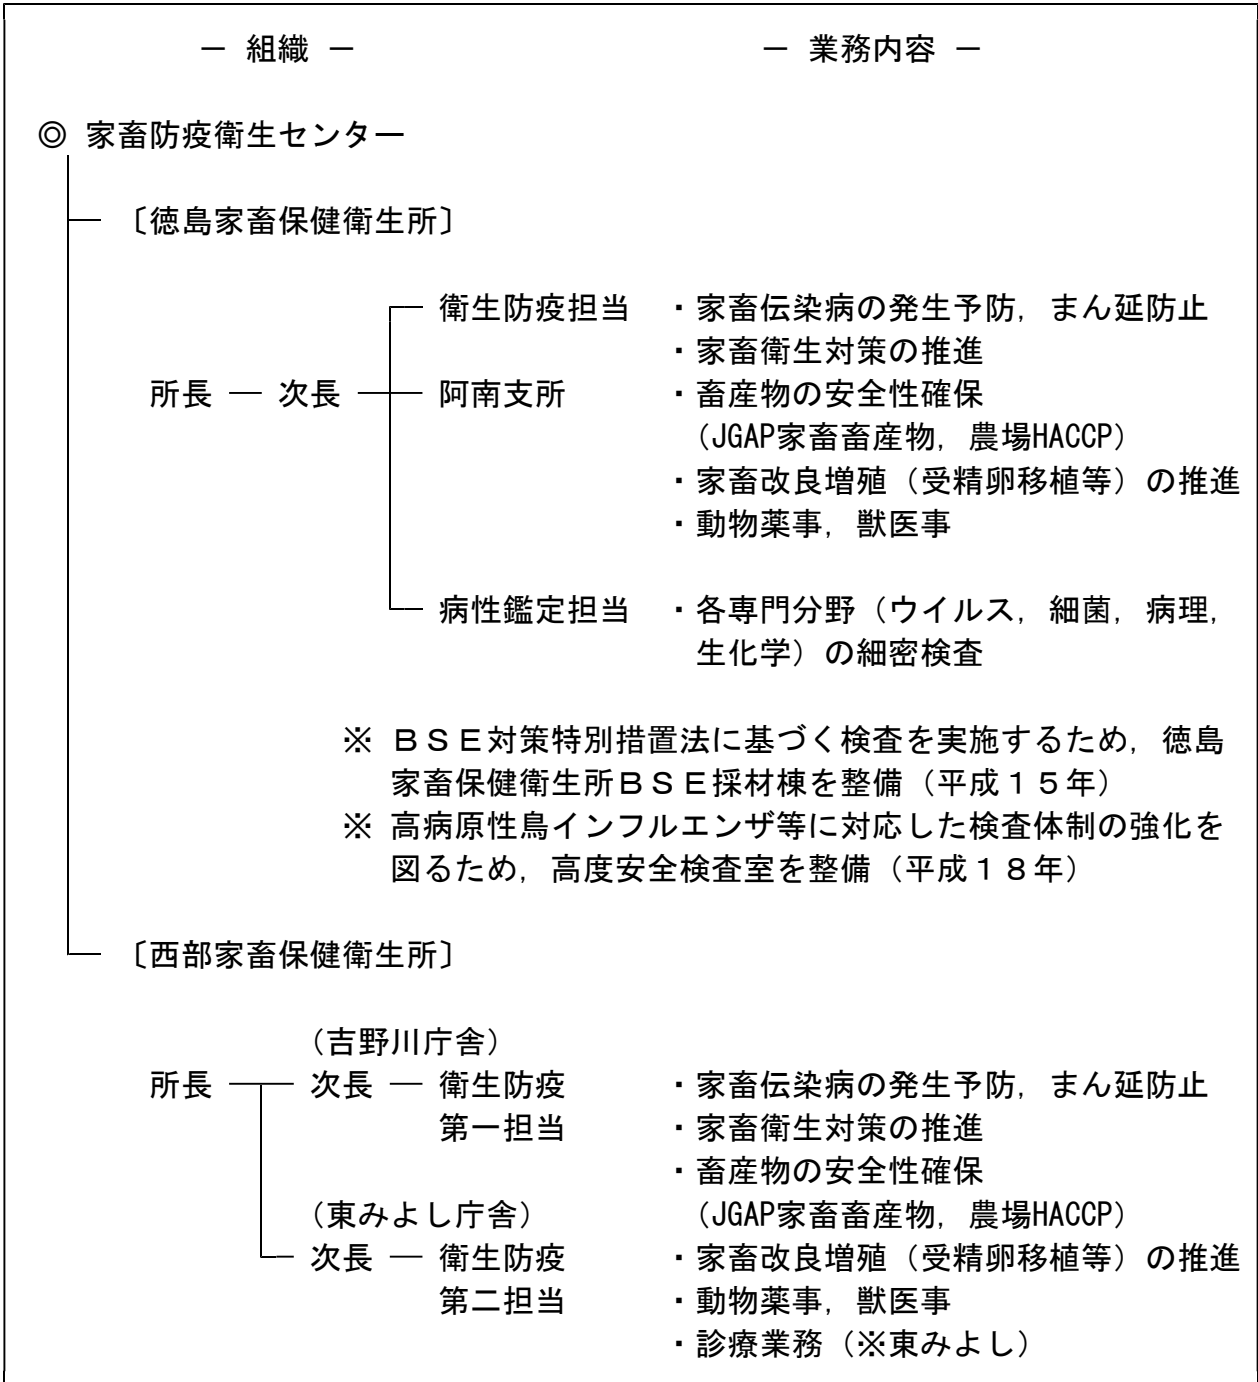 ― 組織 ― ― 業務内容 ―
◎ 家畜防疫衛生センター
〔徳島家畜保健衛生所〕
衛生防疫担当 ・家畜伝染病の発生予防，まん延防止
・家畜衛生対策の推進
所長 ― 次長 ― 阿南支所 ・畜産物の安全性確保
（JGAP家畜畜産物，農場HACCP）
・家畜改良増殖（受精卵移植等）の推進
・動物薬事，獣医事
病性鑑定担当 ・各専門分野（ウイルス，細菌，病理，
生化学）の細密検査
※ ＢＳＥ対策特別措置法に基づく検査を実施するため，徳島
家畜保健衛生所ＢＳＥ採材棟を整備（平成１５年）
※ 高病原性鳥インフルエンザ等に対応した検査体制の強化を
図るため，高度安全検査室を整備（平成１８年）
〔西部家畜保健衛生所〕
（吉野川庁舎）
所長 ― 次長 ― 衛生防疫 ・家畜伝染病の発生予防，まん延防止
第一担当 ・家畜衛生対策の推進
・畜産物の安全性確保
（東みよし庁舎） （JGAP家畜畜産物，農場HACCP）
次長 ― 衛生防疫 ・家畜改良増殖（受精卵移植等）の推進
第二担当 ・動物薬事，獣医事
・診療業務（※東みよし）